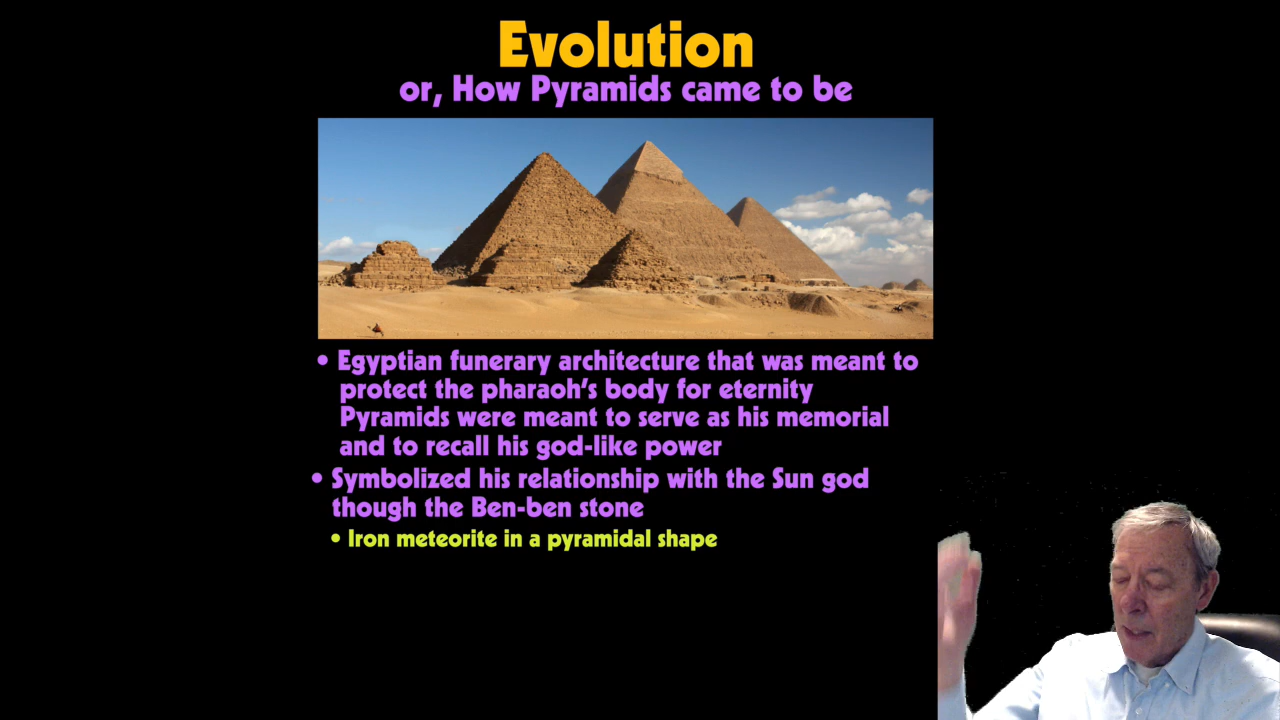 Evolution
or, How Pyramids came to be
• Egyptian funerary architecture that was meant to
protect the pharaoh's body for eternity
Pyramids were meant to serve as his memorial
and to recall his god-like power
• Symbolized his relationship with the Sun god
though the Ben-ben stone
• Iron meteorite in a pyramidal shape